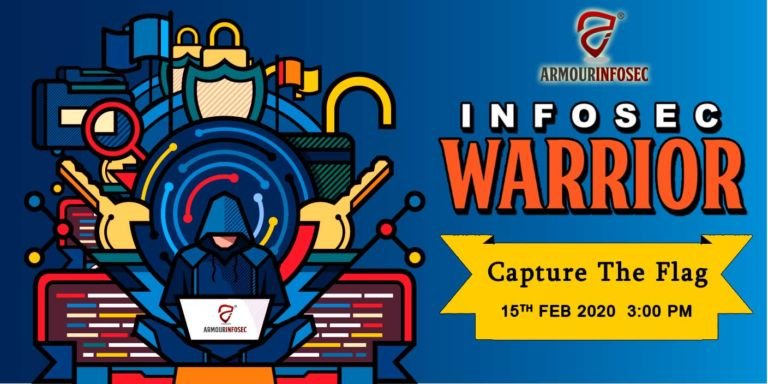 ARMOURINFOSEC
INFOSEC
WARRIOR
Capture The Flag
15TH FEB 2020 3:00 PM
ARMOURINFOSEC